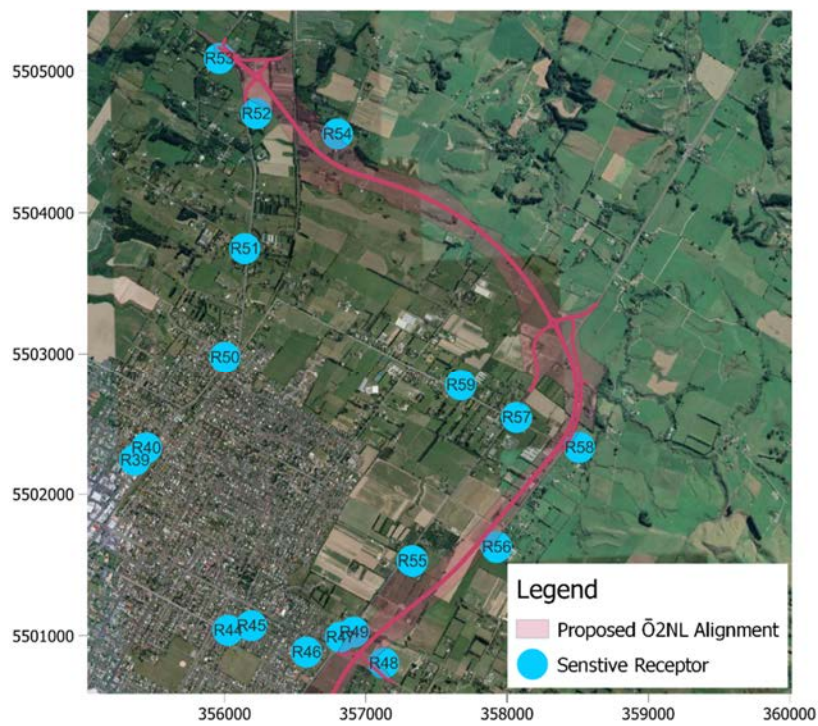 5505000
5504000
5503000
5502000
5501000
R53
R52
R54
R51
R50
R59
R57
R58
R40
R39
R56
R55
R45
R44
R49
R47
R46
R48
Legend
Proposed Ō2NL Alignment
Senstive Receptor
356000
357000
358000
359000
360000